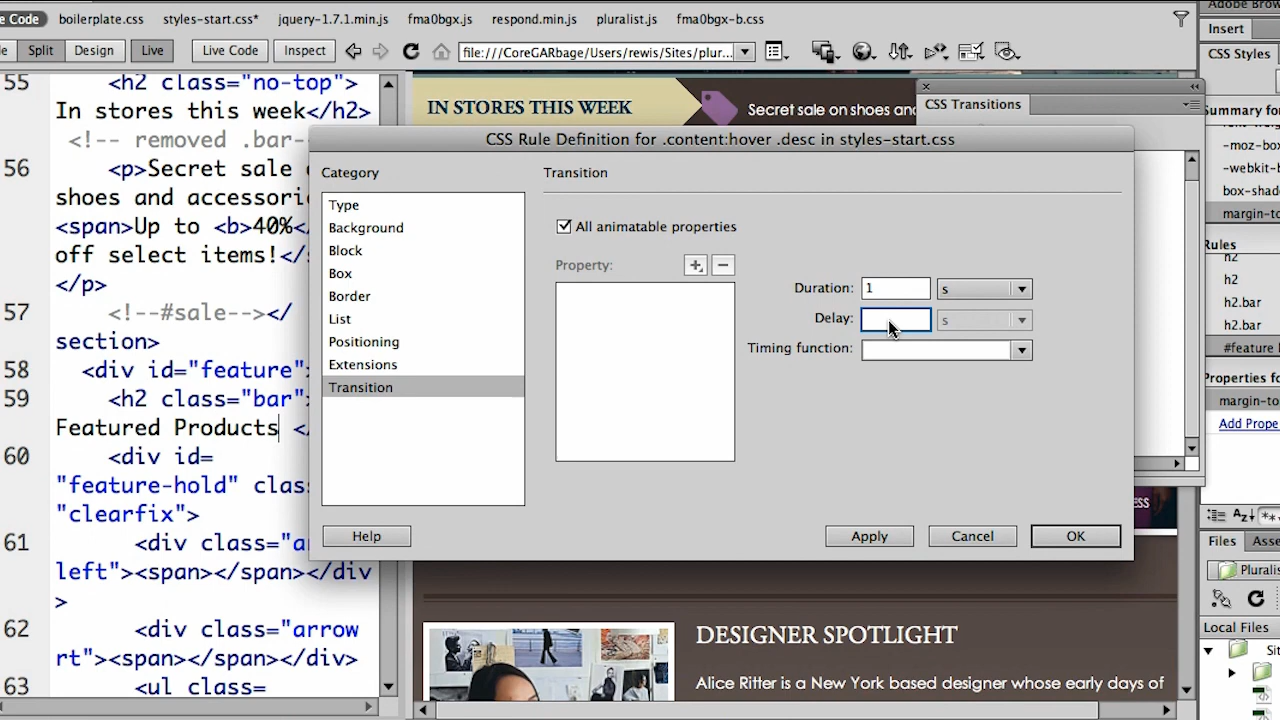 e Code boilerplate.css styles-start.css* jquery-1.7.1.min.js fma0bgx.js respond.min.js pluralist.js fma0bgx-b.css
Adobe Brow
Insert
le Split Design Live Live Code Inspect file:///CoreGARbage/Users/rewis/Sites/plur...
CSS Styles
55 <h2 class="no-top">
In stores this week</h2>
<!-- removed .bar-
56 <p>Secret sale o
shoes and accessorie
<span>Up to <b>40%</
off select items!</s
</p>
57 <!--#sale--></
section>
58 <div id="feature">
59 <h2 class="bar">
Featured Products </
60 <div id=
"feature-hold" class
"clearfix">
61 <div class="ar
left"><span></span></div
>
62 <div class="arrow
rt"><span></span></div>
63 <ul class=
IN STORES THIS WEEK
Secret sale on shoes and
CSS Transitions
CSS Rule Definition for .content:hover .desc in styles-start.css
Category
Type
Background
Block
Box
Border
List
Positioning
Extensions
Transition
Transition
All animatable properties
Property:
Duration: 1 s
Delay: s
Timing function:
Help
Apply
Cancel
OK
ESS
DESIGNER SPOTLIGHT
Alice Ritter is a New York based designer whose early days of
Summary for
-moz-box
-webkit-b
box-shad
margin-to
Rules
h2
h2
h2.bar
h2.bar
#feature l
Properties fo
margin-to
Add Prope
Files Asse
Pluralis
Local Files
Sit